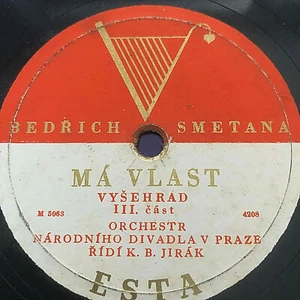 BEDŘICH SMETANA
MÁ VLAST
VYŠEHRAD
III. část
M 5063 4208
ORCHESTR
NÁRODNÍHO DIVADLA V PRAZE
ŘÍDÍ K. B. JIRÁK
ESTA